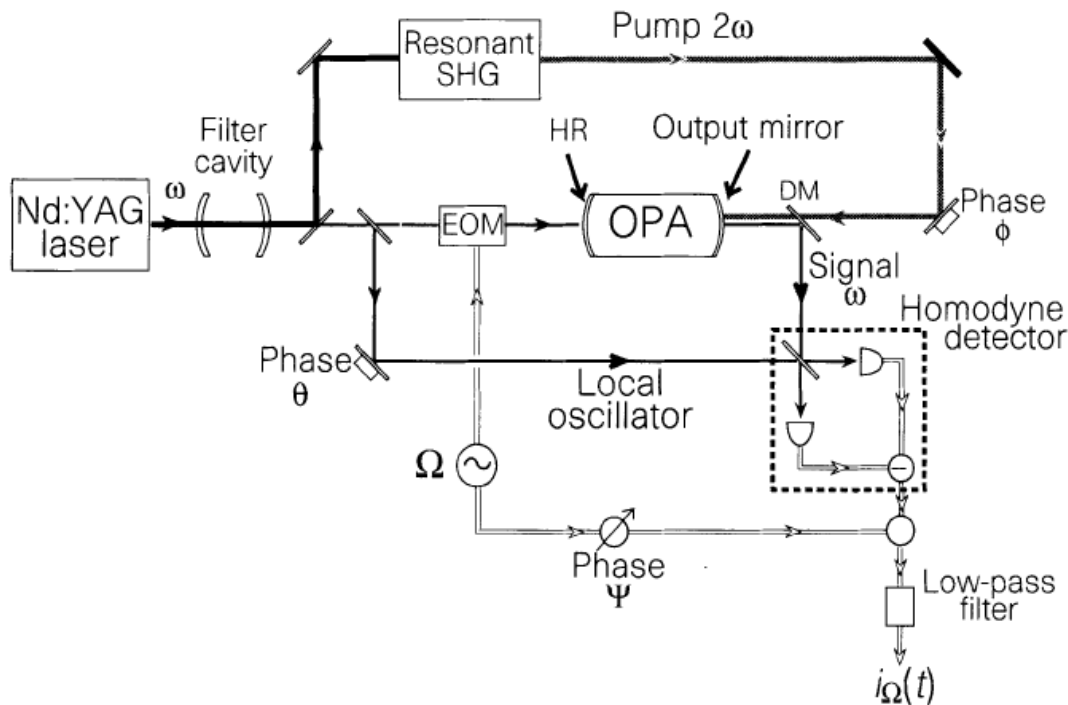 Resonant
SHG
Pump 2ω
Filter
cavity
HR
Output mirror
Nd:YAG
laser
ω
EOM
OPA
DM
Phase
ϕ
Signal
ω
Homodyne
detector
Phase
θ
Local
oscillator
Ω
−
Phase
Ψ
Low-pass
filter
iΩ(t)